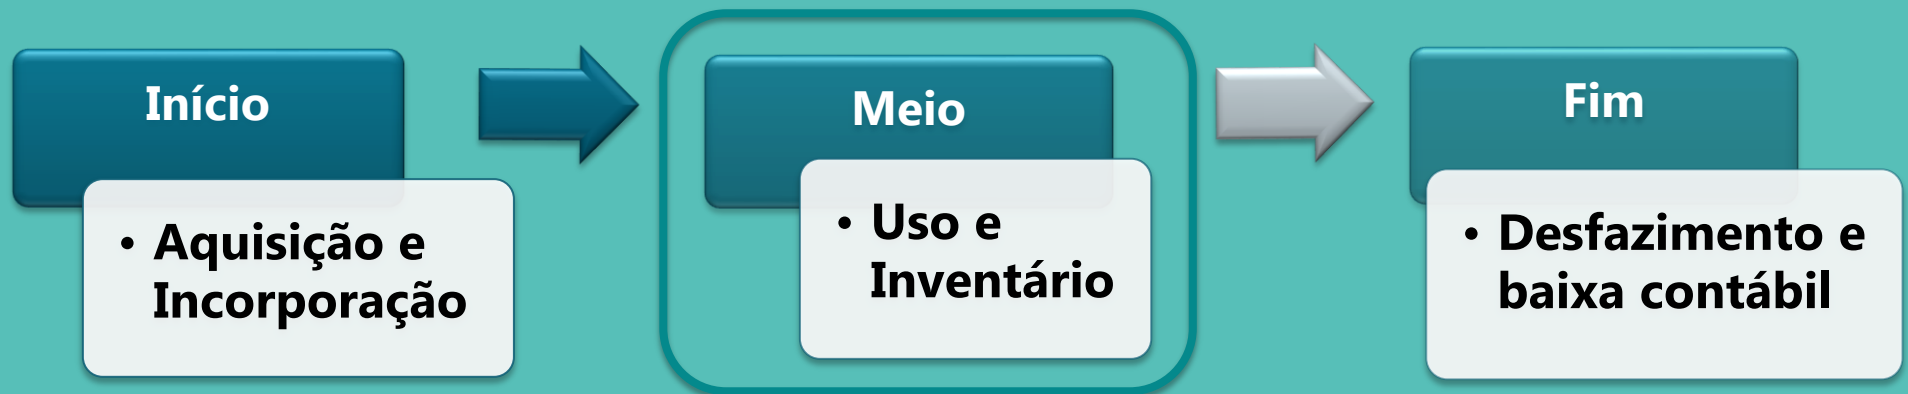 Início
• Aquisição e
Incorporação
Meio
• Uso e
Inventário
Fim
• Desfazimento e
baixa contábil